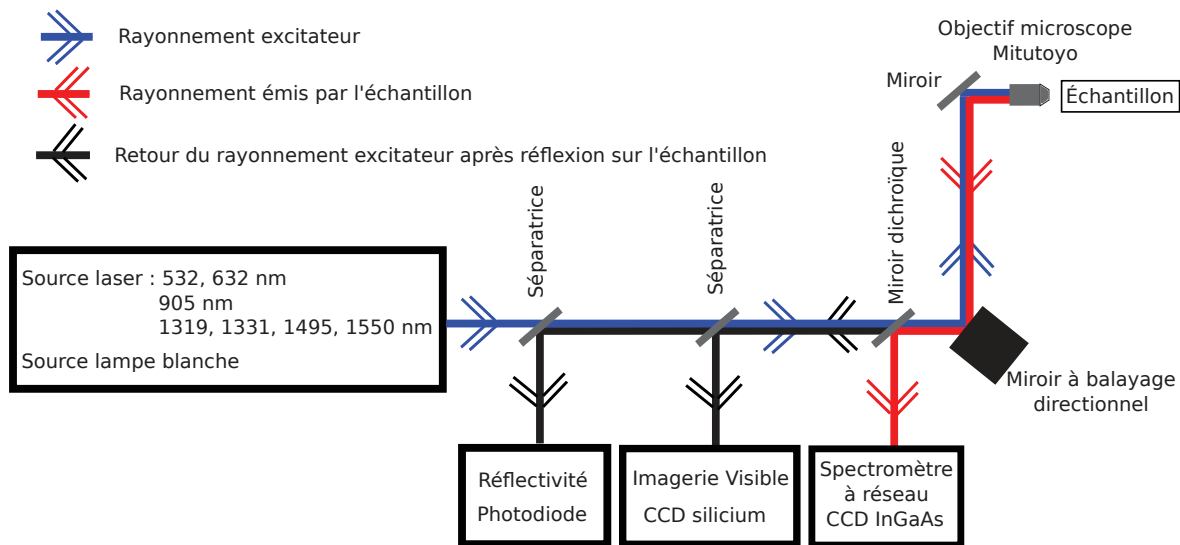 Rayonnement excitateur
Rayonnement émis par l'échantillon
Retour du rayonnement excitateur après réflexion sur l'échantillon
Objectif microscope
Mitutoyo
Miroir
Échantillon
Séparatrice
Séparatrice
Miroir dichroïque
Source laser : 532, 632 nm
905 nm
1319, 1331, 1495, 1550 nm
Source lampe blanche
Miroir à balayage
directionnel
Réflectivité
Photodiode
Imagerie Visible
CCD silicium
Spectromètre
à réseau
CCD InGaAs